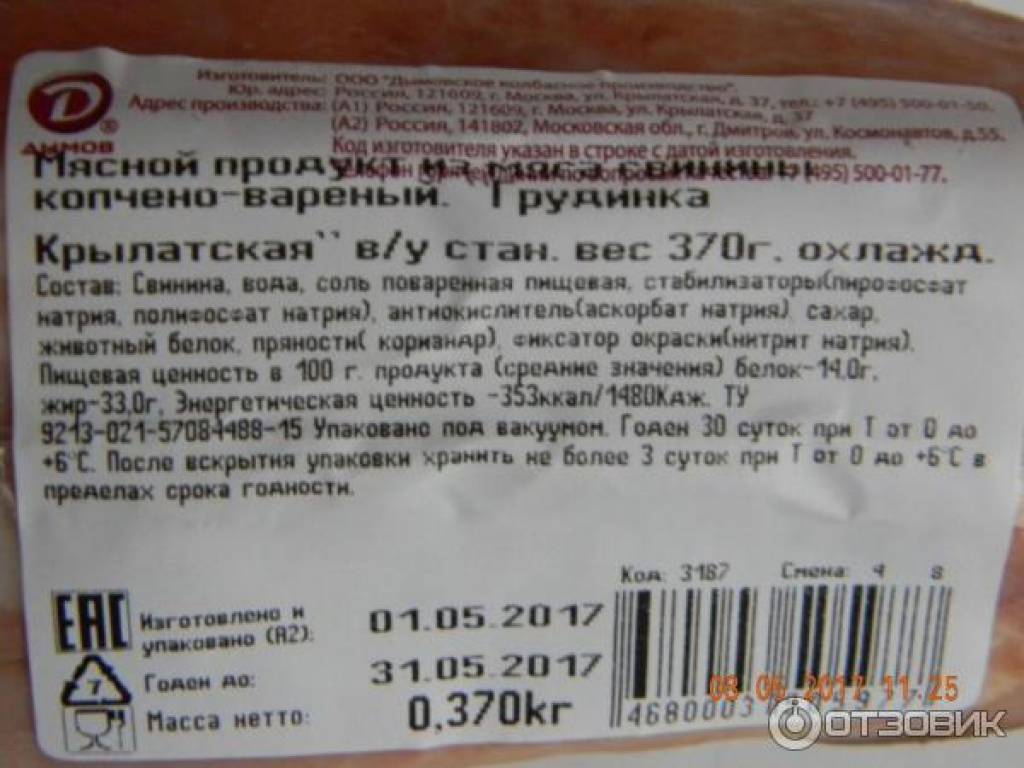 Изготовитель: ООО "Дымовское колбасное производство".
Юр. адрес: Россия, 121609, г. Москва, ул. Крылатская, д. 37, тел.: +7 (495) 500-01-50.
Адрес производства: (А1) Россия, 121609, г. Москва, ул. Крылатская, д. 37
(А2) Россия, 141802, Московская обл., г. Дмитров, ул. Космонавтов, д.55.
Код изготовителя указан в строке с датой изготовления.
(495) 500-01-77.
Д®
ДЫМОВ
Мясной продукт из мяса свинины
копчено-вареный. Грудинка
Крылатская" в/у стан. вес 370г. охлажд.
Состав: Свинина, вода, соль поваренная пищевая, стабилизаторы(пирофосфат
натрия, полифосфат натрия), антиокислитель(аскорбат натрия), сахар,
животный белок, пряности( кориандр), фиксатор окраски(нитрит натрия).
Пищевая ценность в 100 г. продукта (средние значения) белок-14,0г,
жир-33,0г, Энергетическая ценность -353ккал/1480Кдж. ТУ
9213-021-57084488-15 Упаковано под вакуумом. Годен 30 суток при Т от 0 до
+6°С. После вскрытия упаковки хранить не более 3 суток при Т от 0 до +6°С в
пределах срока годности.
Код: 3187 Смена: 4 8
EAC
Изготовлено и
упаковано (А2): 01.05.2017
Годен до: 31.05.2017
7
Масса нетто: 0,370кг
4680003
08.06.2017 11:25
ОТЗОВИК